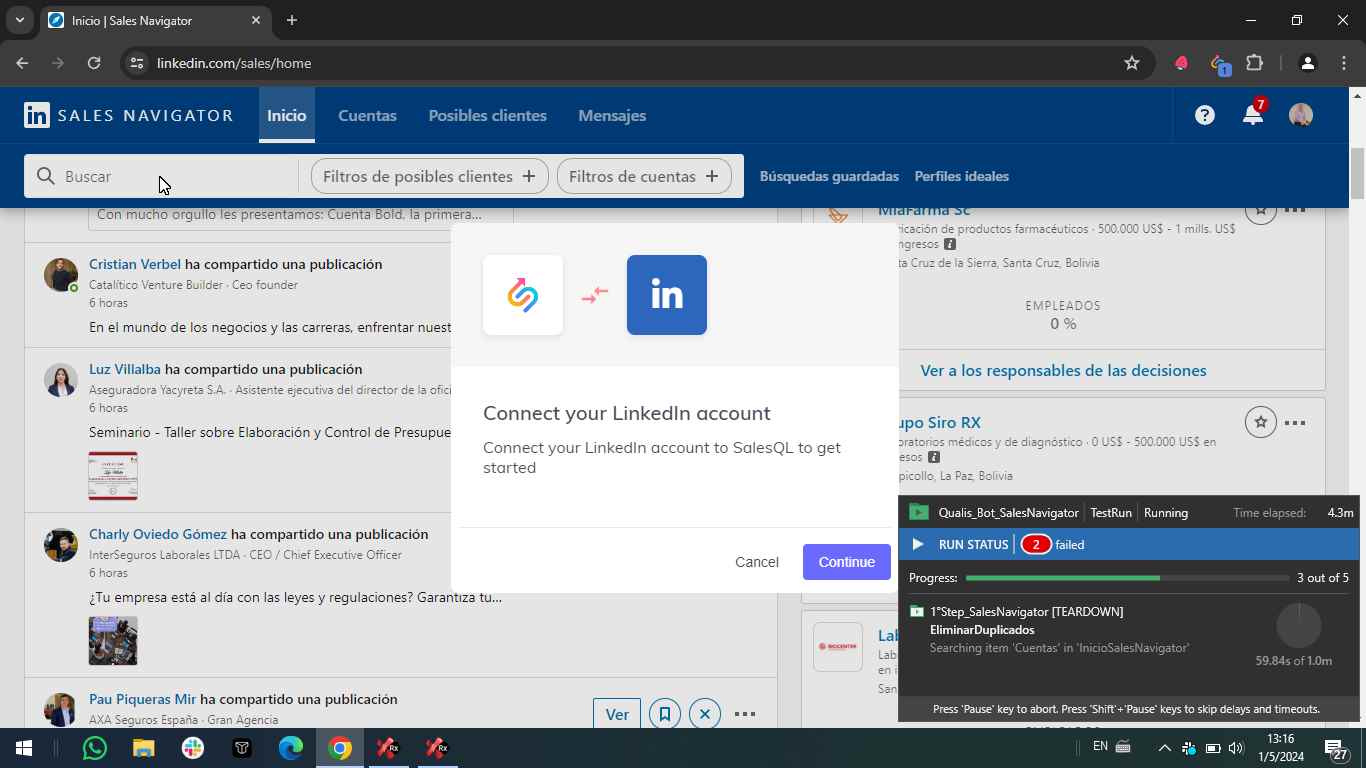 Inicio | Sales Navigator
linkedin.com/sales/home
1
in SALES NAVIGATOR
Inicio
Cuentas
Posibles clientes
Mensajes
7
Buscar
Filtros de posibles clientes
Filtros de cuentas
Búsquedas guardadas
Perfiles ideales
Con mucho orgullo les presentamos: Cuenta Bold, la primera...
Cristian Verbel ha compartido una publicación
Catalítico Venture Builder · Ceo founder
6 horas
En el mundo de los negocios y las carreras, enfrentar nuest
Luz Villalba ha compartido una publicación
Aseguradora Yacyreta S.A. · Asistente ejecutiva del director de la ofici
6 horas
Seminario - Taller sobre Elaboración y Control de Presupue
Charly Oviedo Gómez ha compartido una publicación
InterSeguros Laborales LTDA · CEO / Chief Executive Officer
6 horas
¿Tu empresa está al día con las leyes y regulaciones? Garantiza tu...
Pau Piqueras Mir ha compartido una publicación
AXA Seguros España · Gran Agencia
Ver
in
Connect your LinkedIn account
Connect your LinkedIn account to SalesQL to get
started
Cancel
Continue
MiaFarma Sc
ricación de productos farmacéuticos · 500.000 US$ - 1 mills. US$
ngresos
ta Cruz de la Sierra, Santa Cruz, Bolivia
EMPLEADOS
0 %
Ver a los responsables de las decisiones
upo Siro RX
oratorios médicos y de diagnóstico · 0 US$ - 500.000 US$ en
esos
picollo, La Paz, Bolivia
BIOCENTER
Lab
Lab
en i
San
Qualis_Bot_SalesNavigator
TestRun
Running
Time elapsed:
4.3m
RUN STATUS
2
failed
Progress:
3 out of 5
1°Step_SalesNavigator [TEARDOWN]
EliminarDuplicados
Searching item 'Cuentas' in 'InicioSalesNavigator'
59.84s of 1.0m
Press 'Pause' key to abort. Press 'Shift'+'Pause' keys to skip delays and timeouts.
Rx
Rx
EN
13:16
1/5/2024
27